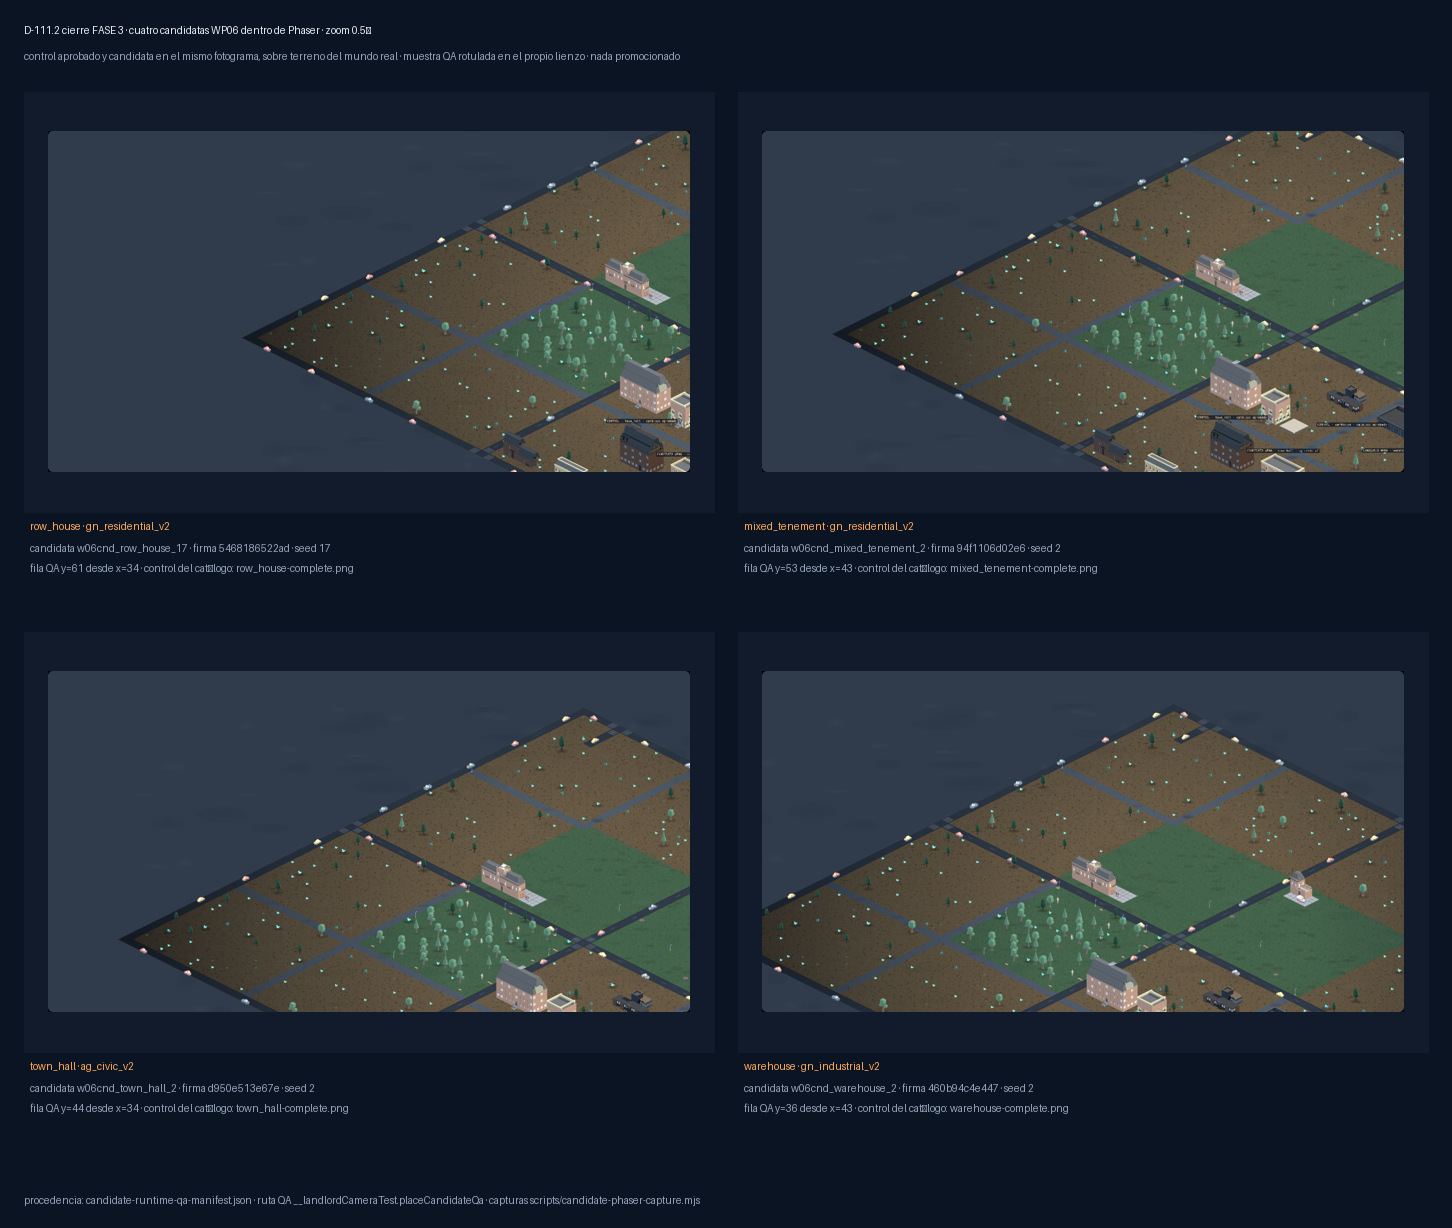 D-111.2 cierre FASE 3 · cuatro candidatas WP06 dentro de Phaser · zoom 0.5
control aprobado y candidata en el mismo fotograma, sobre terreno del mundo real · muestra QA rotulada en el propio lienzo · nada promocionado
row_house · gn_residential_v2
candidata w06cnd_row_house_17 · firma 5468186522ad · seed 17
fila QA y=61 desde x=34 · control del cat▯logo: row_house-complete.png
mixed_tenement · gn_residential_v2
candidata w06cnd_mixed_tenement_2 · firma 94f1106d02e6 · seed 2
fila QA y=53 desde x=43 · control del cat▯logo: mixed_tenement-complete.png
town_hall · ag_civic_v2
candidata w06cnd_town_hall_2 · firma d950e513e67e · seed 2
fila QA y=44 desde x=34 · control del cat▯logo: town_hall-complete.png
warehouse · gn_industrial_v2
candidata w06cnd_warehouse_2 · firma 460b94c4e447 · seed 2
fila QA y=36 desde x=43 · control del cat▯logo: warehouse-complete.png
procedencia: candidate-runtime-qa-manifest.json · ruta QA __landlordCameraTest.placeCandidateQa · capturas scripts/candidate-phaser-capture.mjs